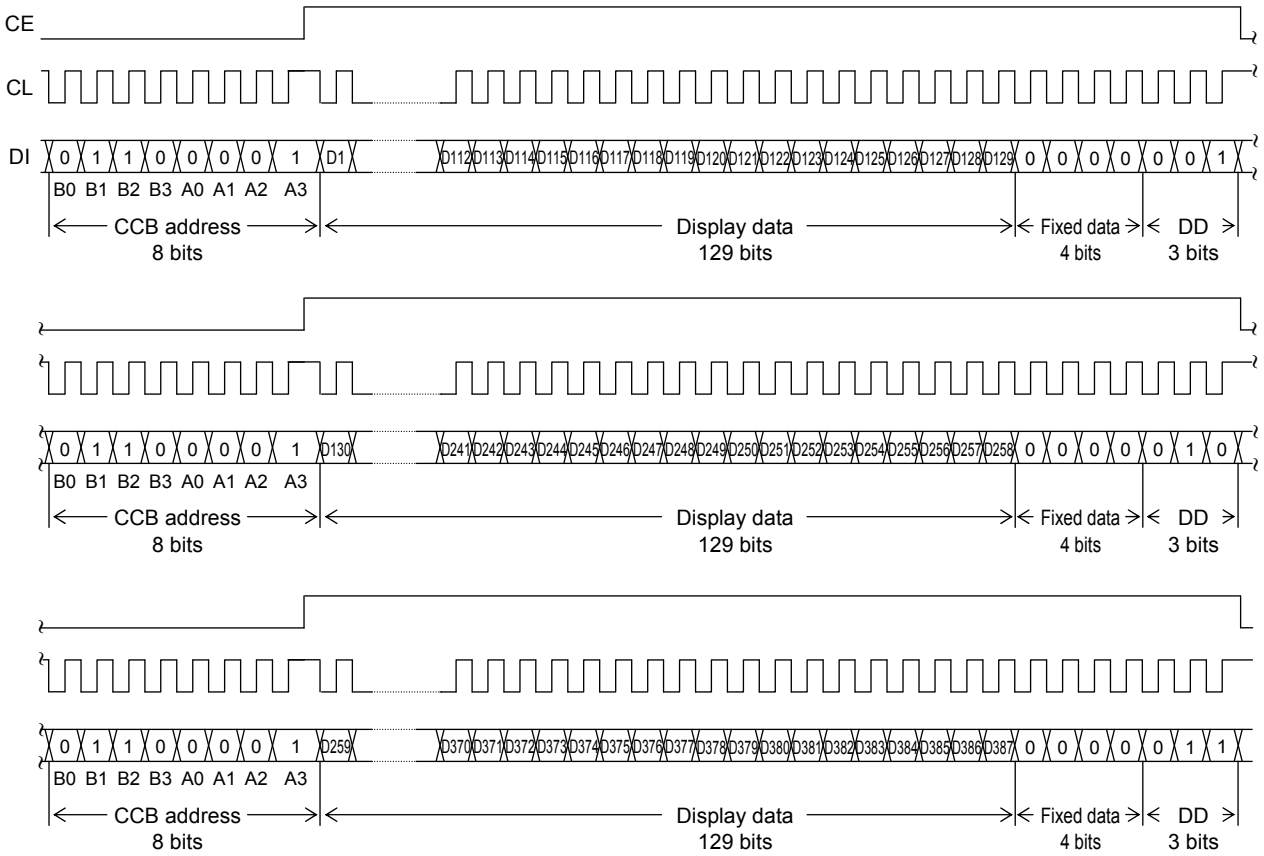 CE
CL
DI 0 1 1 0 0 0 0 1 D1 D112 D113 D114 D115 D116 D117 D118 D119 D120 D121 D122 D123 D124 D125 D126 D127 D128 D129 0 0 0 0 0 0 1
B0 B1 B2 B3 A0 A1 A2 A3
CCB address Display data Fixed data DD
8 bits 129 bits 4 bits 3 bits
0 1 1 0 0 0 0 1 D130 D241 D242 D243 D244 D245 D246 D247 D248 D249 D250 D251 D252 D253 D254 D255 D256 D257 D258 0 0 0 0 0 1 0
B0 B1 B2 B3 A0 A1 A2 A3
CCB address Display data Fixed data DD
8 bits 129 bits 4 bits 3 bits
0 1 1 0 0 0 0 1 D259 D370 D371 D372 D373 D374 D375 D376 D377 D378 D379 D380 D381 D382 D383 D384 D385 D386 D387 0 0 0 0 0 1 1
B0 B1 B2 B3 A0 A1 A2 A3
CCB address Display data Fixed data DD
8 bits 129 bits 4 bits 3 bits